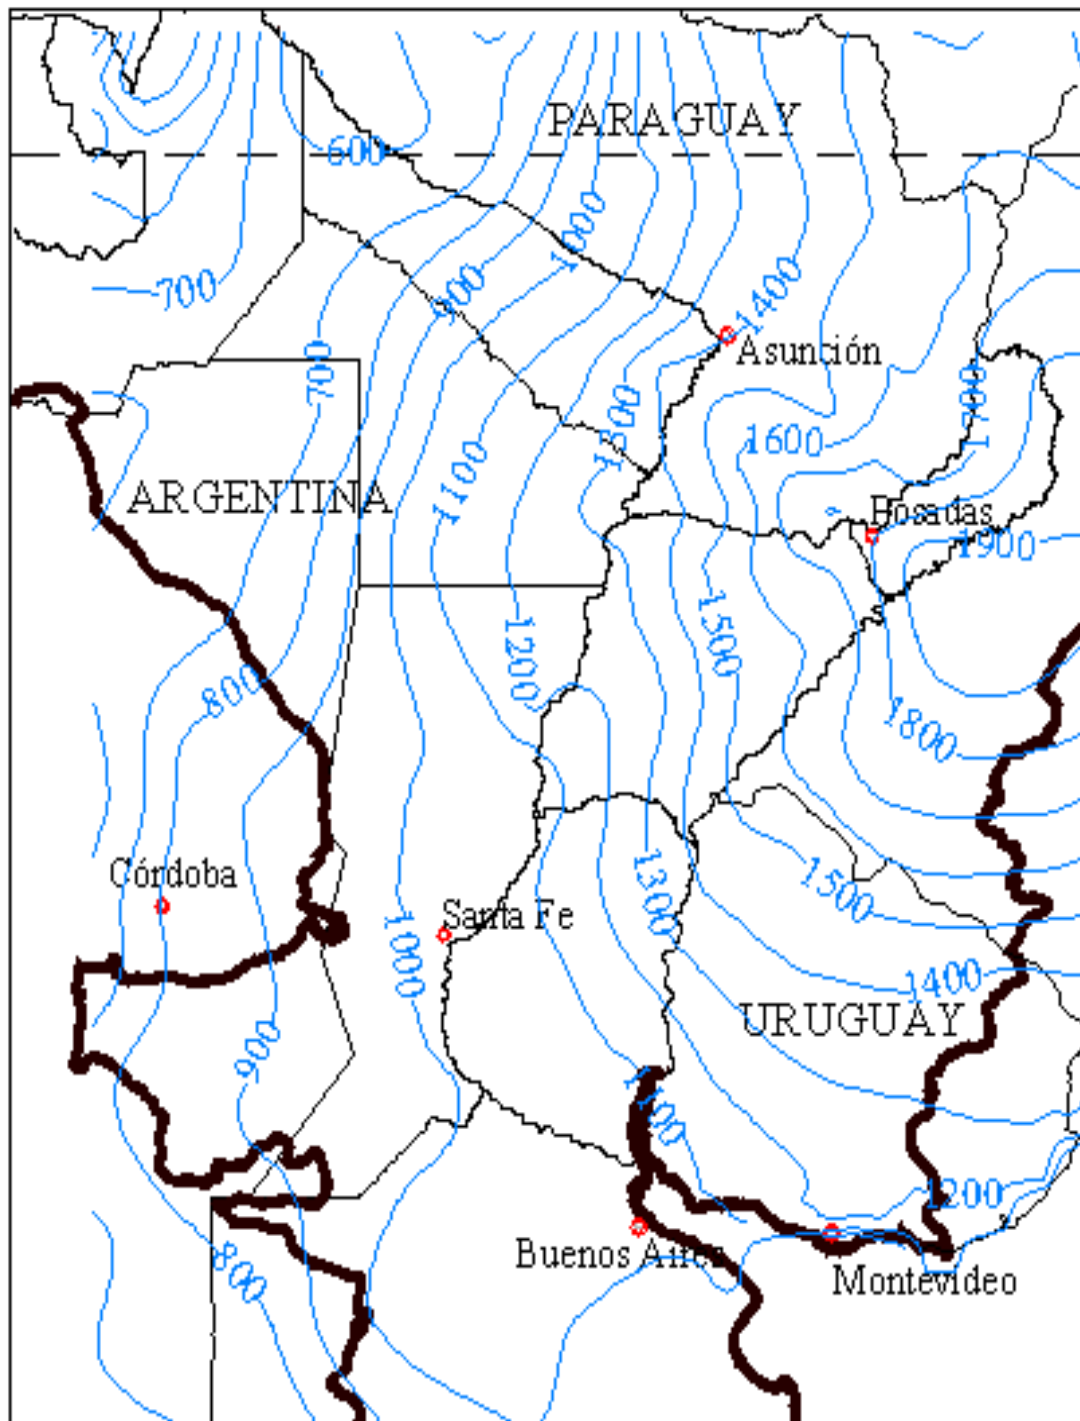 PARAGUAY
600
1000
700
900
1400
Asunción
700
1300
1700
1600
1100
ARGENTINA
Posadas
1900
1200
1500
800
1800
Córdoba
1300
1500
Santa Fe
1000
1400
URUGUAY
900
1100
1200
Buenos Aires
800
Montevideo